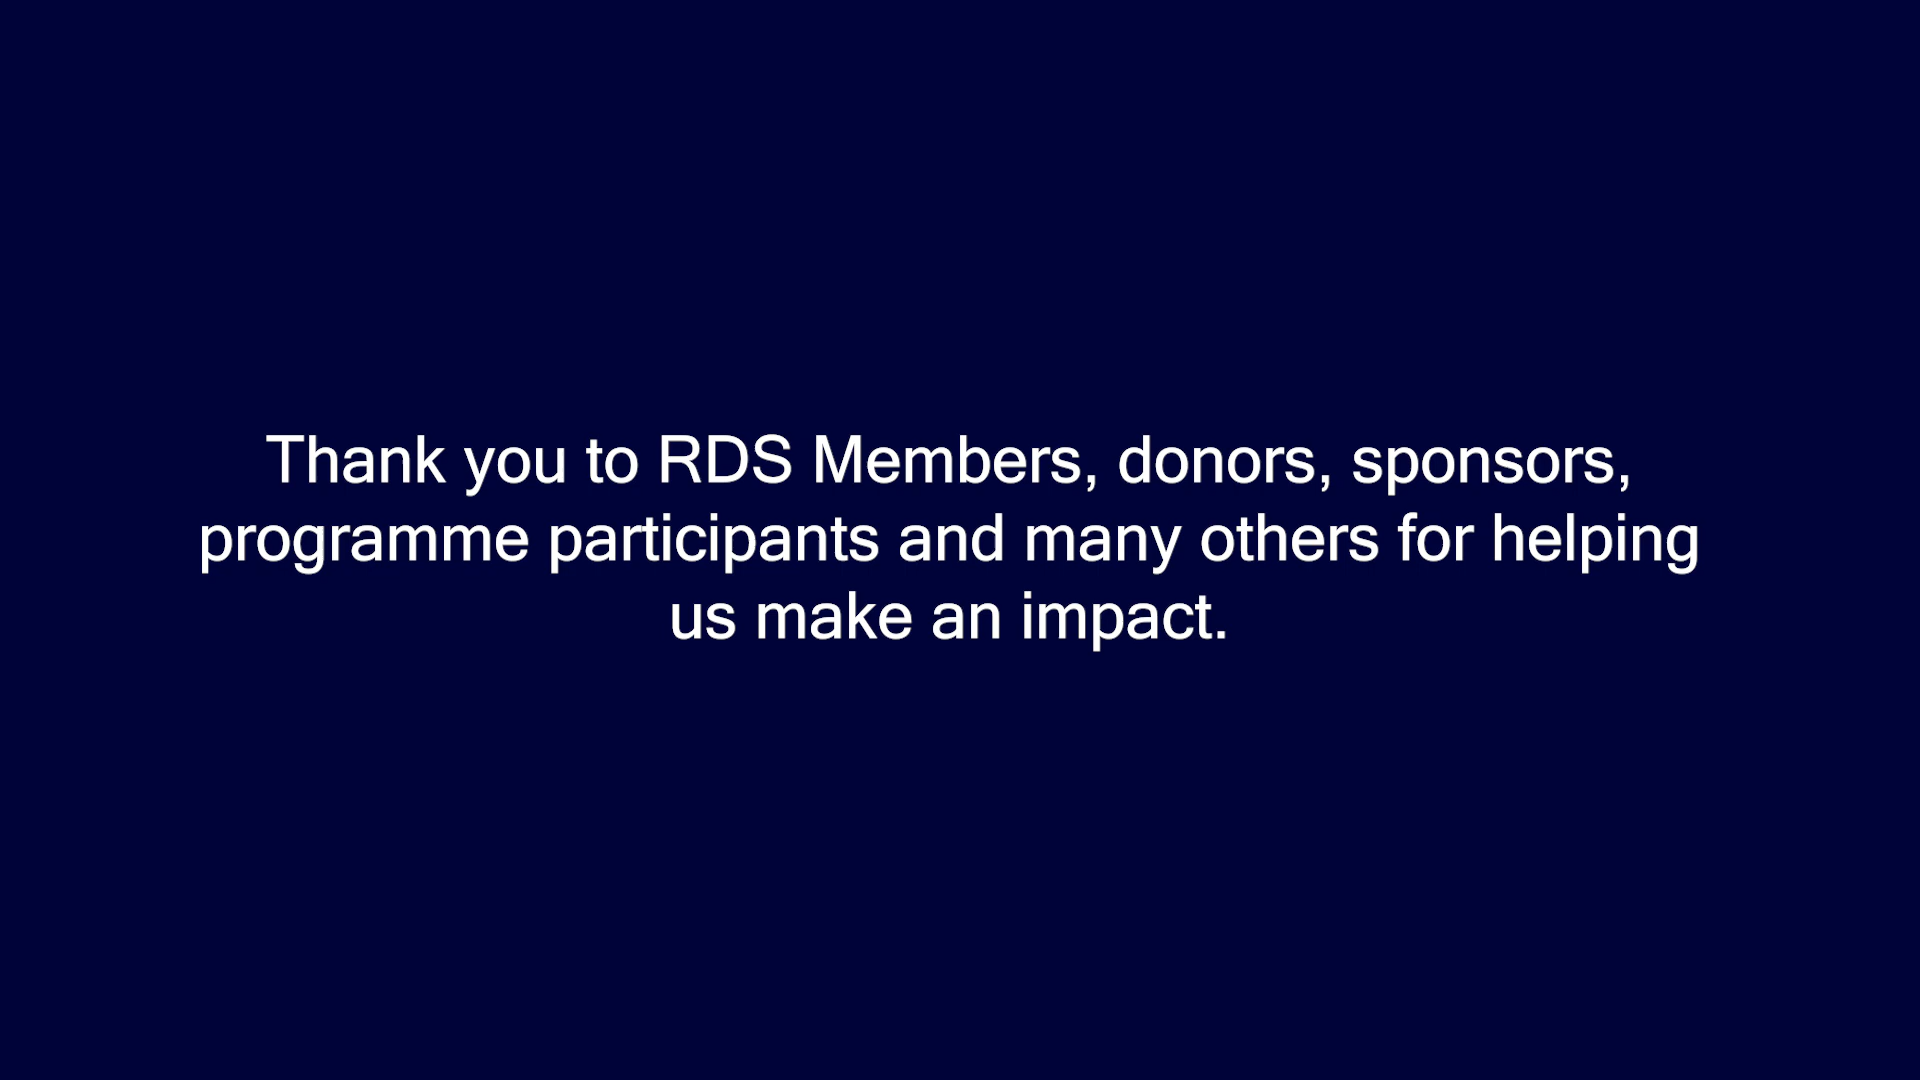 Thank you to RDS Members, donors, sponsors,
programme participants and many others for helping
us make an impact.